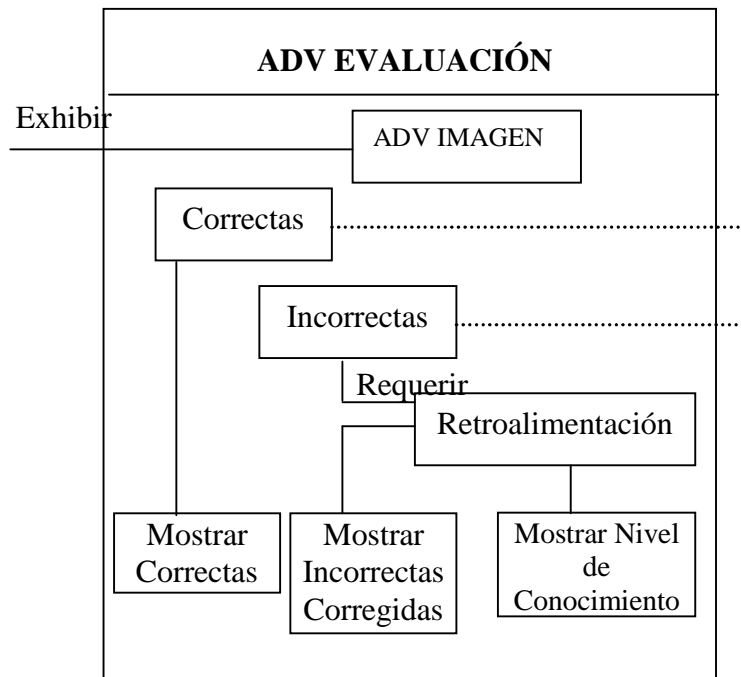 ADV EVALUACIÓN
Exhibir
ADV IMAGEN
Correctas
Incorrectas
Requerir
Retroalimentación
Mostrar
Correctas
Mostrar
Incorrectas
Corregidas
Mostrar Nivel
de
Conocimiento